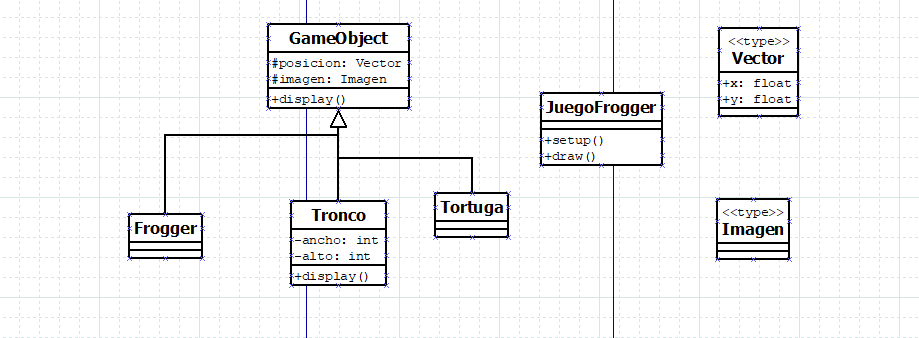 GameObject
#posicion: Vector
#imagen: Imagen
+display()
JuegoFrogger
+setup()
+draw()
<<type>>
Vector
+x: float
+y: float
Frogger
Tronco
-ancho: int
-alto: int
+display()
Tortuga
<<type>>
Imagen